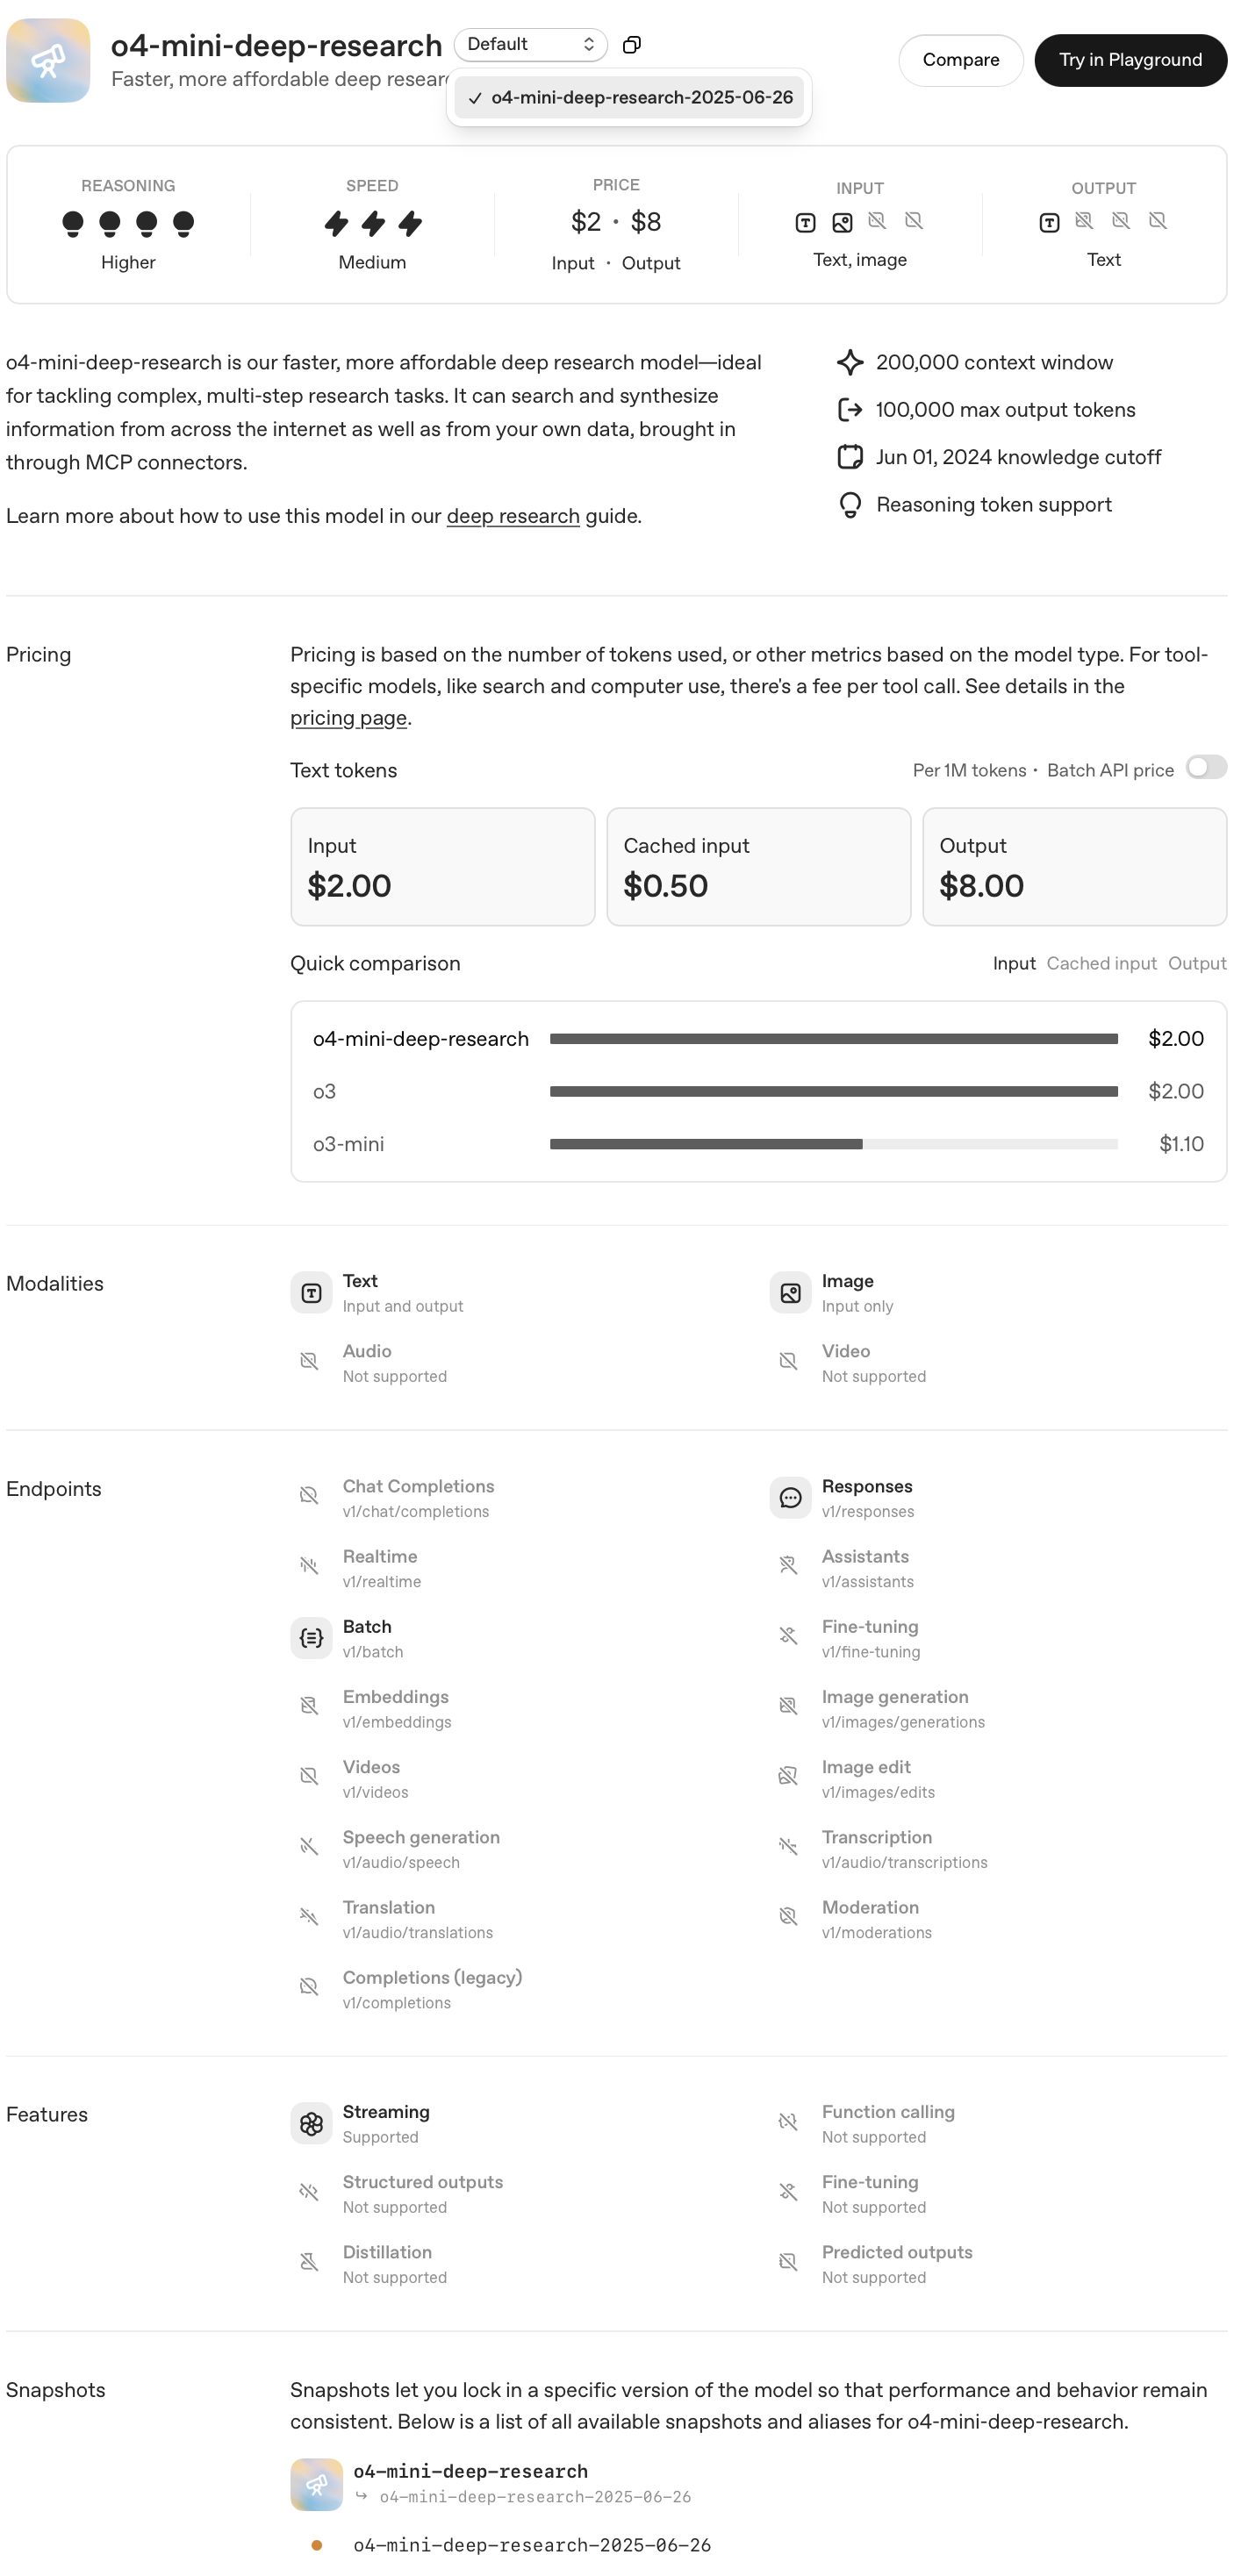 o4-mini-deep-research
Default
Faster, more affordable deep resear
✓ o4-mini-deep-research-2025-06-26
Compare
Try in Playground
REASONING
Higher
SPEED
Medium
PRICE
$2 • $8
Input • Output
INPUT
Text, image
OUTPUT
Text
o4-mini-deep-research is our faster, more affordable deep research model—ideal
for tackling complex, multi-step research tasks. It can search and synthesize
information from across the internet as well as from your own data, brought in
through MCP connectors.
Learn more about how to use this model in our deep research guide.
200,000 context window
100,000 max output tokens
Jun 01, 2024 knowledge cutoff
Reasoning token support
Pricing
Pricing is based on the number of tokens used, or other metrics based on the model type. For tool-
specific models, like search and computer use, there's a fee per tool call. See details in the
pricing page.
Text tokens
Per 1M tokens • Batch API price
Input
$2.00
Cached input
$0.50
Output
$8.00
Quick comparison
Input Cached input Output
o4-mini-deep-research $2.00
o3 $2.00
o3-mini $1.10
Modalities
Text
Input and output
Image
Input only
Audio
Not supported
Video
Not supported
Endpoints
Chat Completions
v1/chat/completions
Responses
v1/responses
Realtime
v1/realtime
Assistants
v1/assistants
Batch
v1/batch
Fine-tuning
v1/fine-tuning
Embeddings
v1/embeddings
Image generation
v1/images/generations
Videos
v1/videos
Image edit
v1/images/edits
Speech generation
v1/audio/speech
Transcription
v1/audio/transcriptions
Translation
v1/audio/translations
Moderation
v1/moderations
Completions (legacy)
v1/completions
Features
Streaming
Supported
Function calling
Not supported
Structured outputs
Not supported
Fine-tuning
Not supported
Distillation
Not supported
Predicted outputs
Not supported
Snapshots
Snapshots let you lock in a specific version of the model so that performance and behavior remain
consistent. Below is a list of all available snapshots and aliases for o4-mini-deep-research.
o4-mini-deep-research
↳ o4-mini-deep-research-2025-06-26
o4-mini-deep-research-2025-06-26